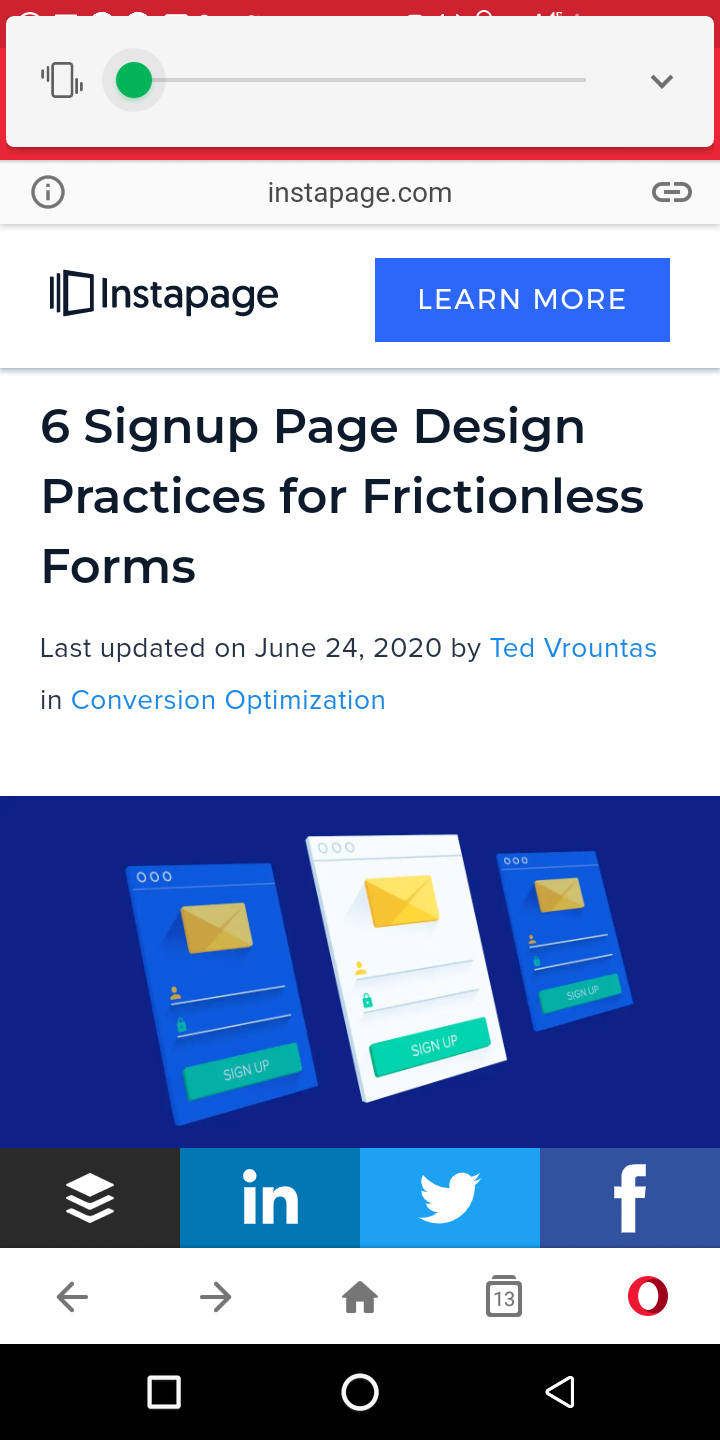 instapage.com
Instapage
LEARN MORE
6 Signup Page Design
Practices for Frictionless
Forms
Last updated on June 24, 2020 by Ted Vrountas
in Conversion Optimization
SIGN UP
SIGN UP
SIGN UP
in
13